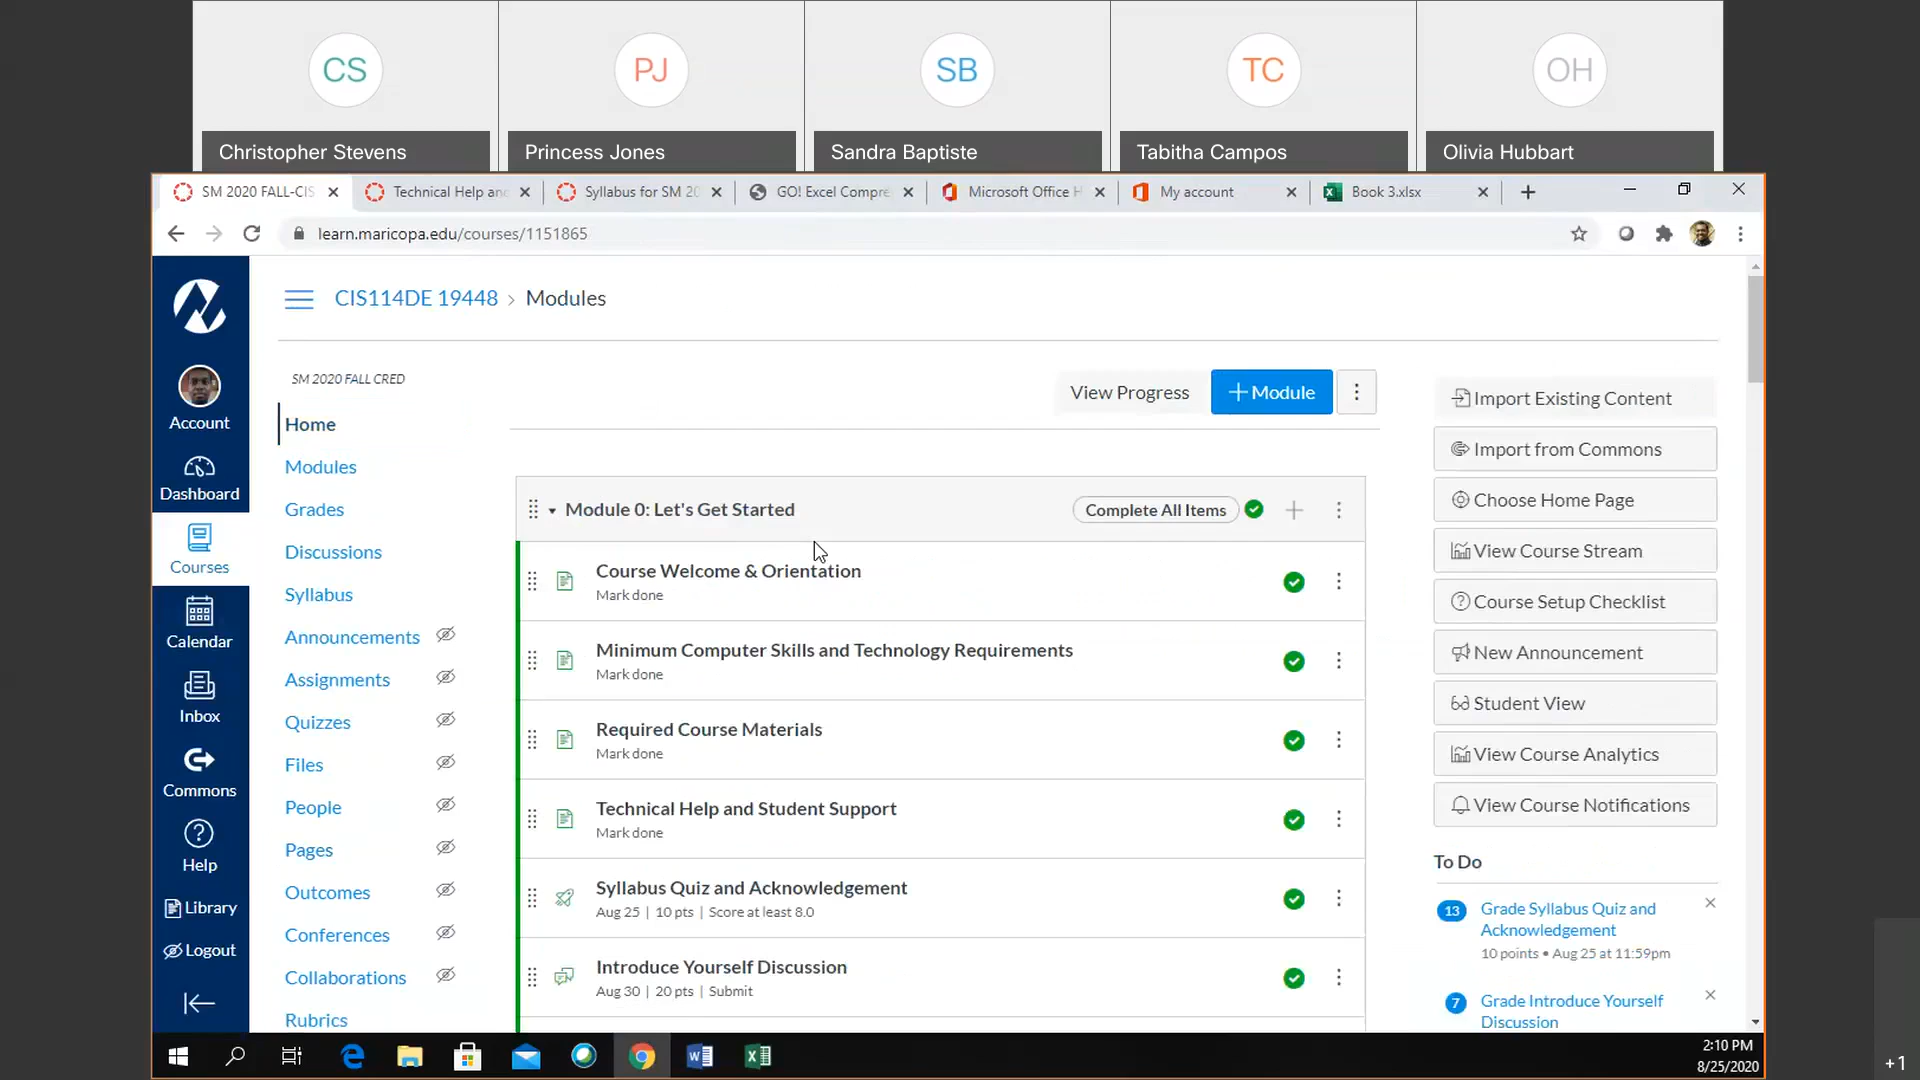 CS
PJ
SB
TC
OH
Christopher Stevens
Princess Jones
Sandra Baptiste
Tabitha Campos
Olivia Hubbart
SM 2020 FALL-CIS
Technical Help and
Syllabus for SM 20
GO! Excel Compre
Microsoft Office H
My account
Book 3.xlsx
learn.maricopa.edu/courses/1151865
CIS114DE 19448 › Modules
Account
Dashboard
Courses
Calendar
Inbox
Commons
Help
Library
Logout
SM 2020 FALL CRED
Home
Modules
Grades
Discussions
Syllabus
Announcements
Assignments
Quizzes
Files
People
Pages
Outcomes
Conferences
Collaborations
Rubrics
View Progress
+ Module
Module 0: Let's Get Started
Complete All Items
Course Welcome & Orientation
Mark done
Minimum Computer Skills and Technology Requirements
Mark done
Required Course Materials
Mark done
Technical Help and Student Support
Mark done
Syllabus Quiz and Acknowledgement
Aug 25 | 10 pts | Score at least 8.0
Introduce Yourself Discussion
Aug 30 | 20 pts | Submit
Import Existing Content
Import from Commons
Choose Home Page
View Course Stream
Course Setup Checklist
New Announcement
Student View
View Course Analytics
View Course Notifications
To Do
13
Grade Syllabus Quiz and
Acknowledgement
10 points • Aug 25 at 11:59pm
7
Grade Introduce Yourself
Discussion
2:10 PM
8/25/2020
+1